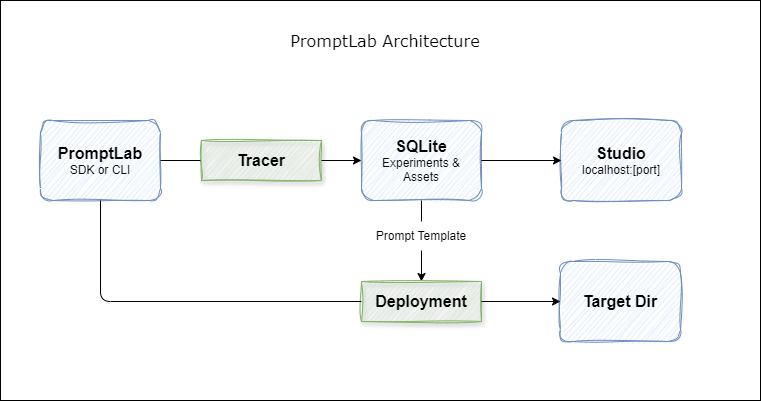 PromptLab Architecture
PromptLab
SDK or CLI
Tracer
SQLite
Experiments &
Assets
Studio
localhost:[port]
Prompt Template
Deployment
Target Dir